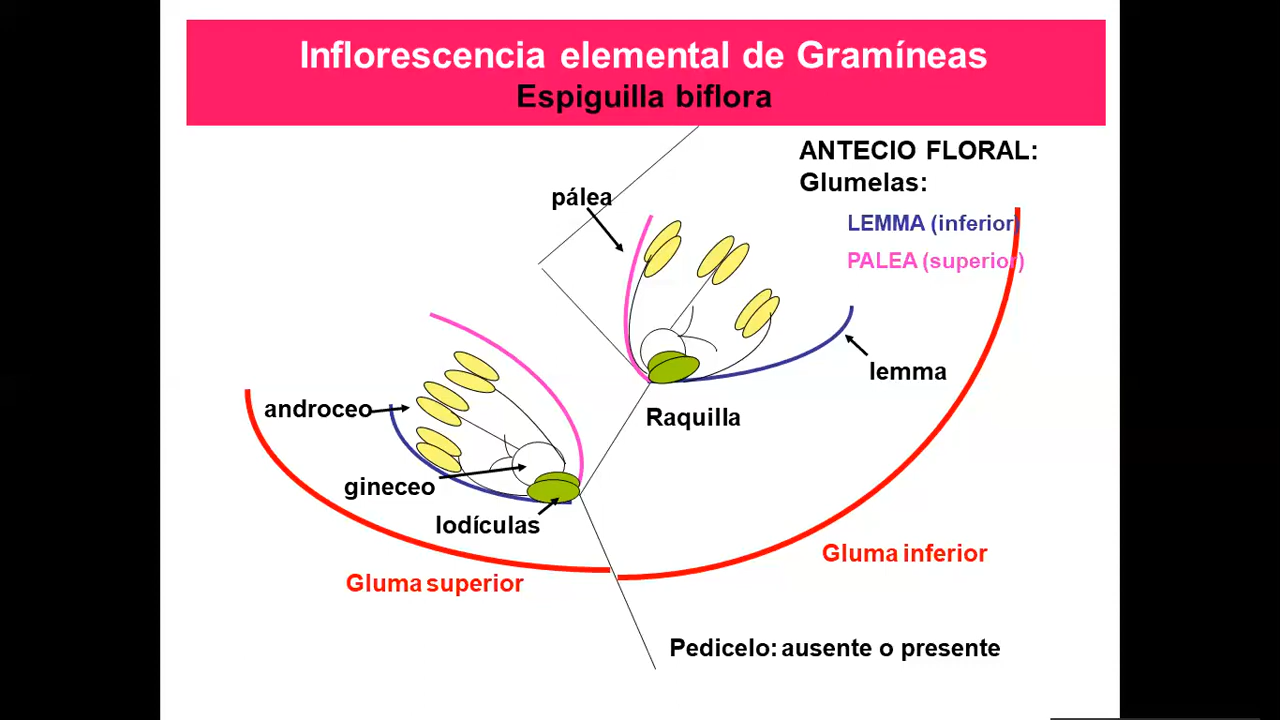 Inflorescencia elemental de Gramíneas
Espiguilla biflora
ANTECIO FLORAL:
Glumelas:
pálea
LEMMA (inferior)
PALEA (superior)
lemma
androceo
Raquilla
gineceo
lodículas
Gluma inferior
Gluma superior
Pedicelo: ausente o presente